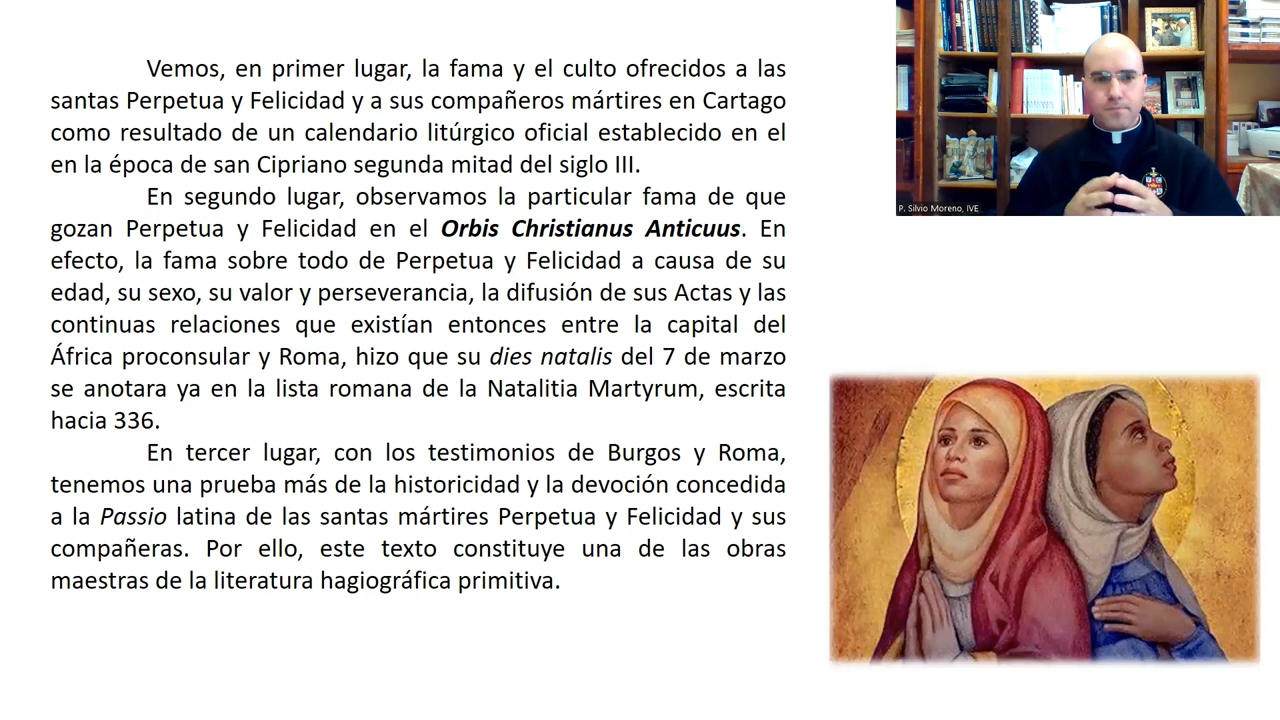 Vemos, en primer lugar, la fama y el culto ofrecidos a las
santas Perpetua y Felicidad y a sus compañeros mártires en Cartago
como resultado de un calendario litúrgico oficial establecido en el
en la época de san Cipriano segunda mitad del siglo III.
En segundo lugar, observamos la particular fama de que
gozan Perpetua y Felicidad en el Orbis Christianus Anticuus. En
efecto, la fama sobre todo de Perpetua y Felicidad a causa de su
edad, su sexo, su valor y perseverancia, la difusión de sus Actas y las
continuas relaciones que existían entonces entre la capital del
África proconsular y Roma, hizo que su dies natalis del 7 de marzo
se anotara ya en la lista romana de la Natalitia Martyrum, escrita
hacia 336.
En tercer lugar, con los testimonios de Burgos y Roma,
tenemos una prueba más de la historicidad y la devoción concedida
a la Passio latina de las santas mártires Perpetua y Felicidad y sus
compañeras. Por ello, este texto constituye una de las obras
maestras de la literatura hagiográfica primitiva.
P. Silvio Moreno, IVE